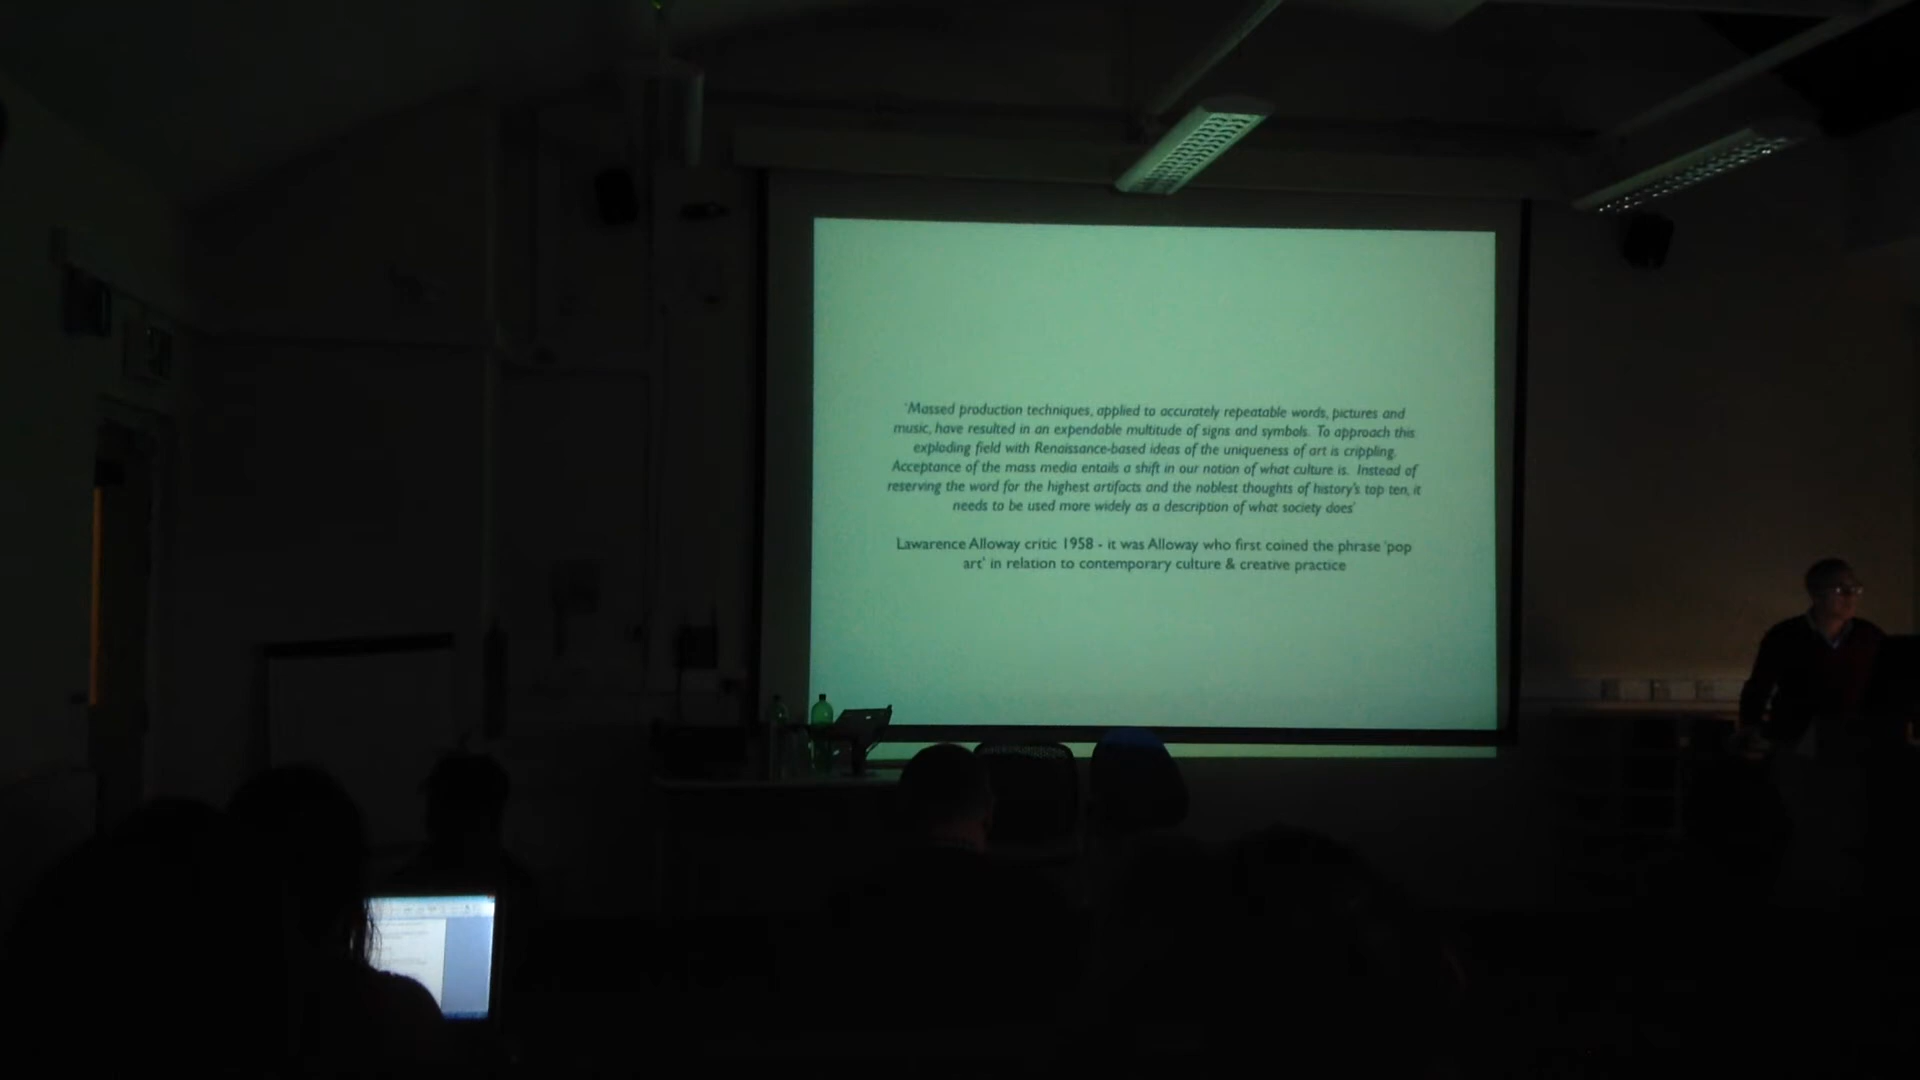 'Massed production techniques, applied to accurately repeatable words, pictures and
music, have resulted in an expendable multitude of signs and symbols. To approach this
exploding field with Renaissance-based ideas of the uniqueness of art is crippling.
Acceptance of the mass media entails a shift in our notion of what culture is. Instead of
reserving the word for the highest artifacts and the noblest thoughts of history's top ten, it
needs to be used more widely as a description of what society does'
Lawarence Alloway critic 1958 - it was Alloway who first coined the phrase 'pop
art' in relation to contemporary culture & creative practice